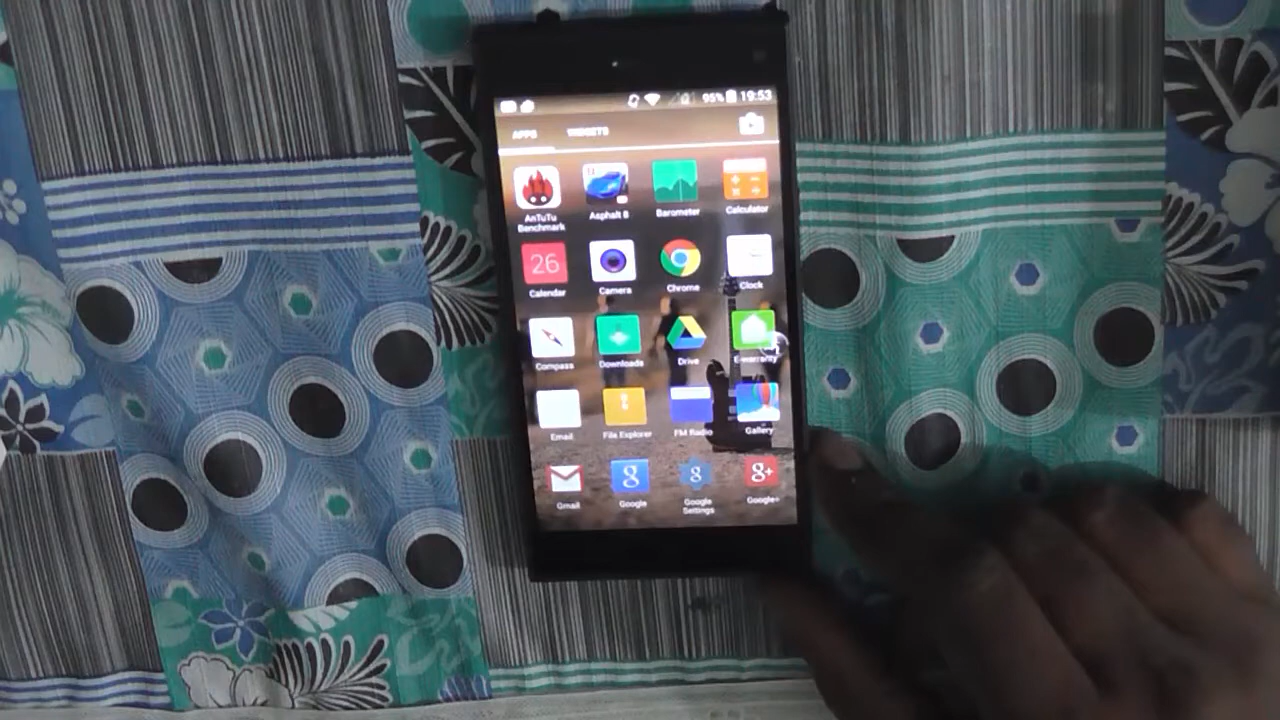 95% 19:53
APPS WIDGETS
AnTuTu Benchmark Asphalt 8 Barometer Calculator
26
Calendar Camera Chrome Clock
Compass Downloads Drive E-warranty
Email File Explorer FM Radio Gallery
g g g+
Gmail Google Google Settings Google+